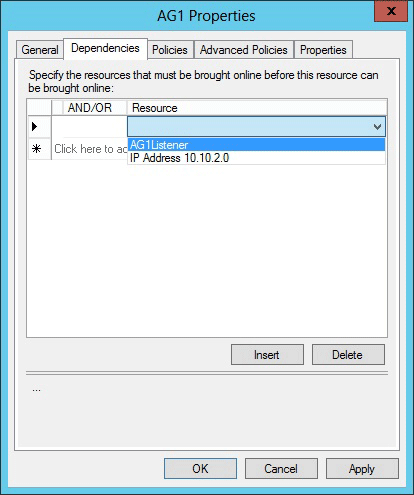 AG1 Properties
x
General Dependencies Policies Advanced Policies Properties
Specify the resources that must be brought online before this resource can
be brought online:
AND/OR Resource
AG1Listener
Click here to ac IP Address 10.10.2.0
Insert Delete
...
OK Cancel Apply